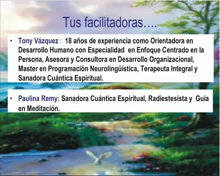 Tus facilitadoras….
• Tony Vázquez : 18 años de experiencia como Orientadora en
Desarrollo Humano con Especialidad en Enfoque Centrado en la
Persona, Asesora y Consultora en Desarrollo Organizacional,
Master en Programación Neurolingüística, Terapeuta Integral y
Sanadora Cuántica Espiritual.
• Paulina Remy: Sanadora Cuántica Espiritual, Radiestesista y Guía
en Meditación.